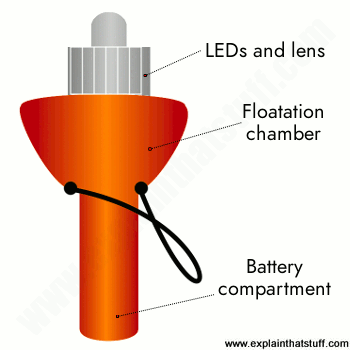 LEDs and lens
Floatation
chamber
Battery
compartment
www.explainthatstuff.com